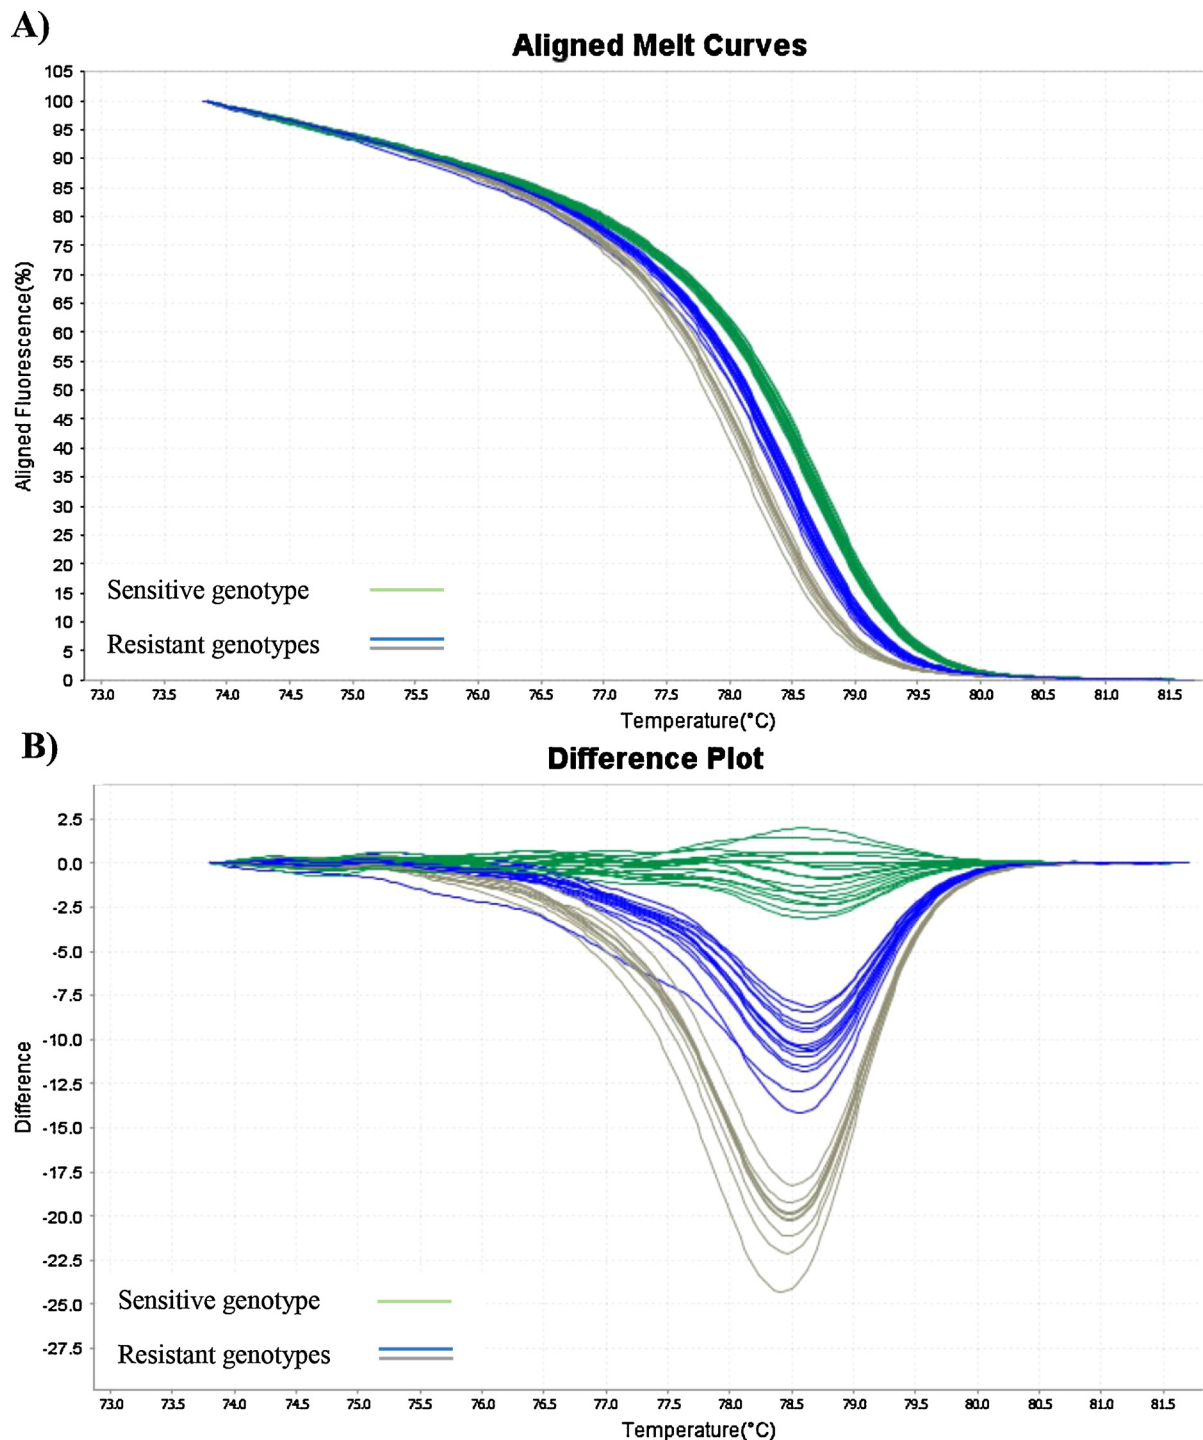 A)
Aligned Melt Curves
105
100
95
90
85
80
75
70
65
60
55
50
45
40
35
30
25
20
15
10
5
0
Aligned Fluorescence(%)
Sensitive genotype
Resistant genotypes
73.0 73.5 74.0 74.5 75.0 75.5 76.0 76.5 77.0 77.5 78.0 78.5 79.0 79.5 80.0 80.5 81.0 81.5
Temperature(°C)
B)
Difference Plot
2.5
0.0
-2.5
-5.0
-7.5
-10.0
-12.5
-15.0
-17.5
-20.0
-22.5
-25.0
-27.5
Difference
Sensitive genotype
Resistant genotypes
73.0 73.5 74.0 74.5 75.0 75.5 76.0 76.5 77.0 77.5 78.0 78.5 79.0 79.5 80.0 80.5 81.0 81.5
Temperature(°C)